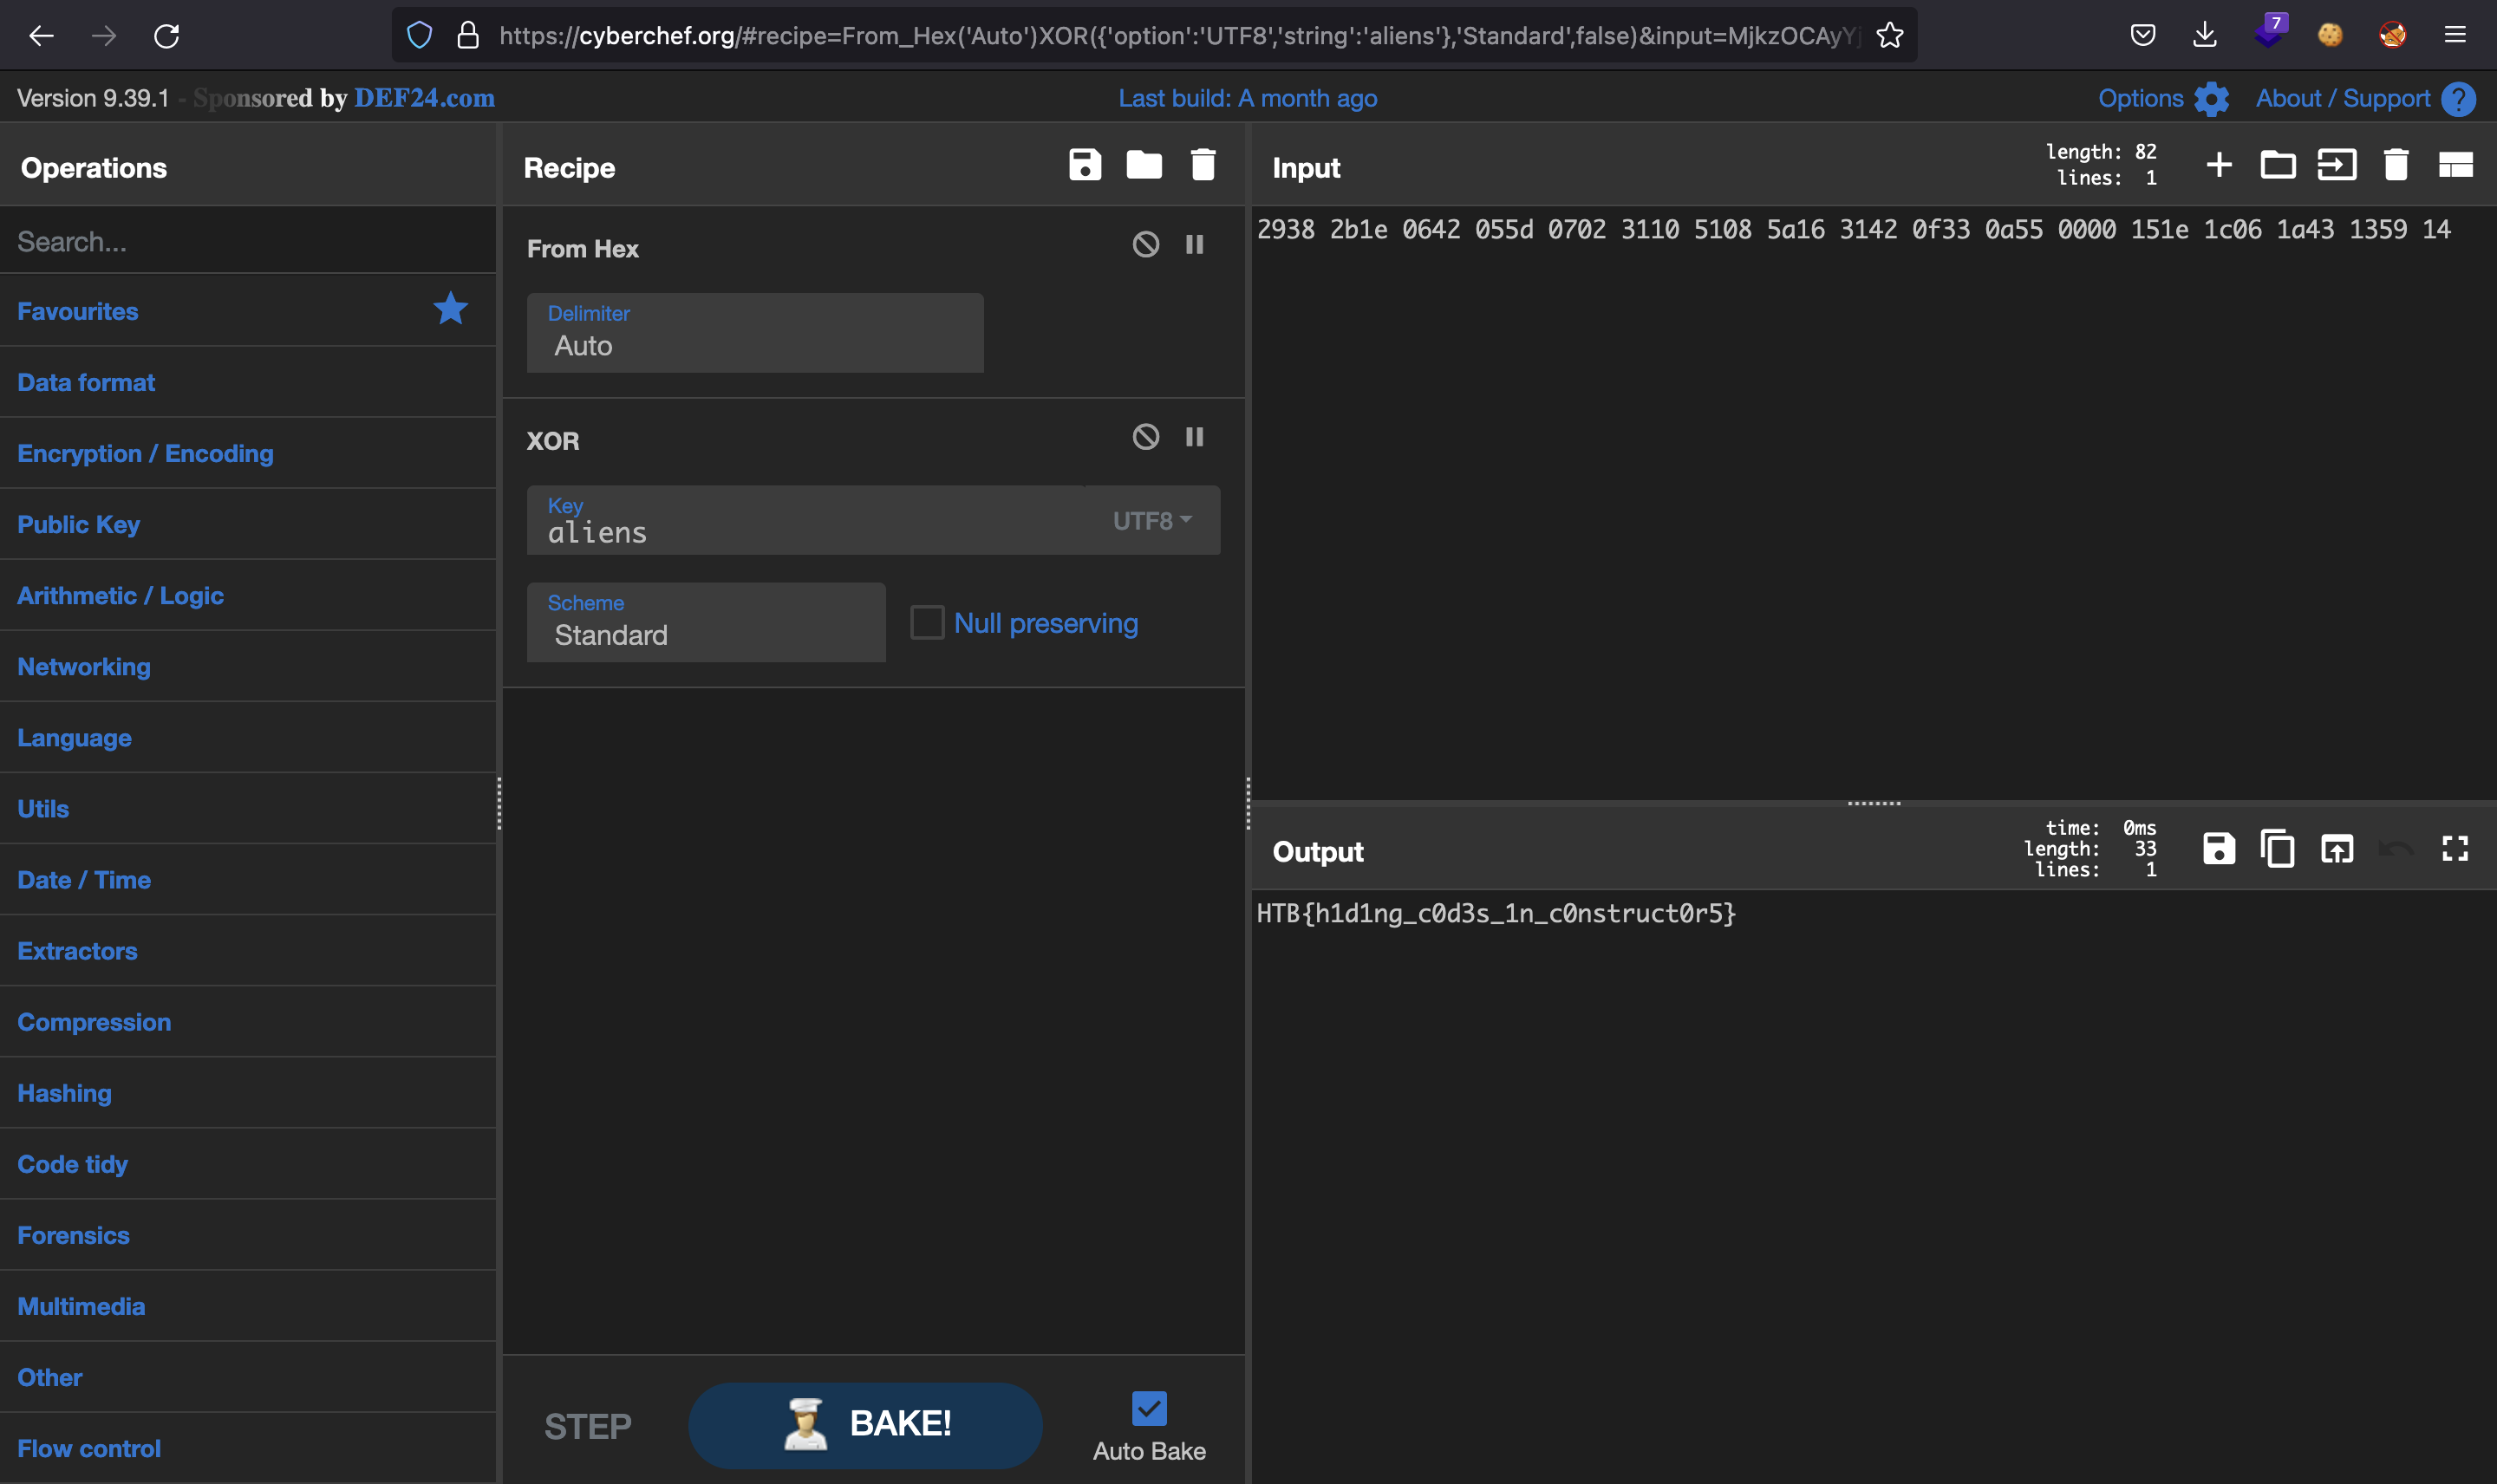 https://cyberchef.org/#recipe=From_Hex('Auto')XOR({'option':'UTF8','string':'aliens'},'Standard',false)&input=MjkzOCAyYj
7
Version 9.39.1 - Sponsored by DEF24.com
Last build: A month ago
Options
About / Support
Operations
Search...
Favourites
Data format
Encryption / Encoding
Public Key
Arithmetic / Logic
Networking
Language
Utils
Date / Time
Extractors
Compression
Hashing
Code tidy
Forensics
Multimedia
Other
Flow control
Recipe
From Hex
Delimiter
Auto
XOR
Key
aliens
UTF8
Scheme
Standard
Null preserving
STEP
BAKE!
Auto Bake
Input
length: 82
lines: 1
2938 2b1e 0642 055d 0702 3110 5108 5a16 3142 0f33 0a55 0000 151e 1c06 1a43 1359 14
Output
time: 0ms
length: 33
lines: 1
HTB{h1d1ng_c0d3s_1n_c0nstruct0r5}